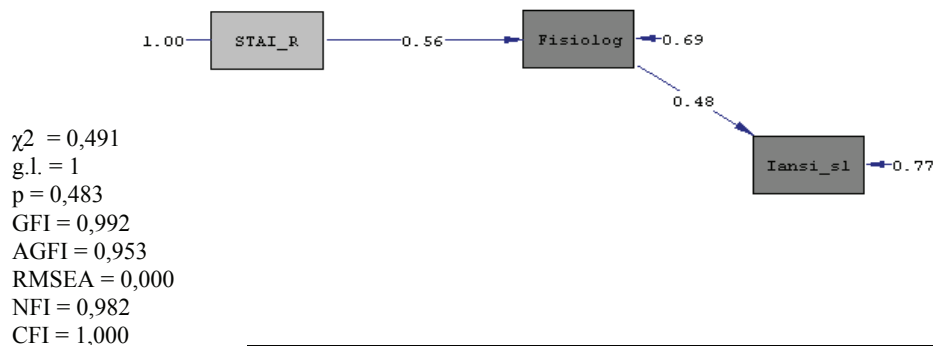 1.00 STAI_R 0.56 Fisiolog 0.69
0.48
Iansi_sl 0.77
χ2 = 0,491
g.l. = 1
p = 0,483
GFI = 0,992
AGFI = 0,953
RMSEA = 0,000
NFI = 0,982
CFI = 1,000